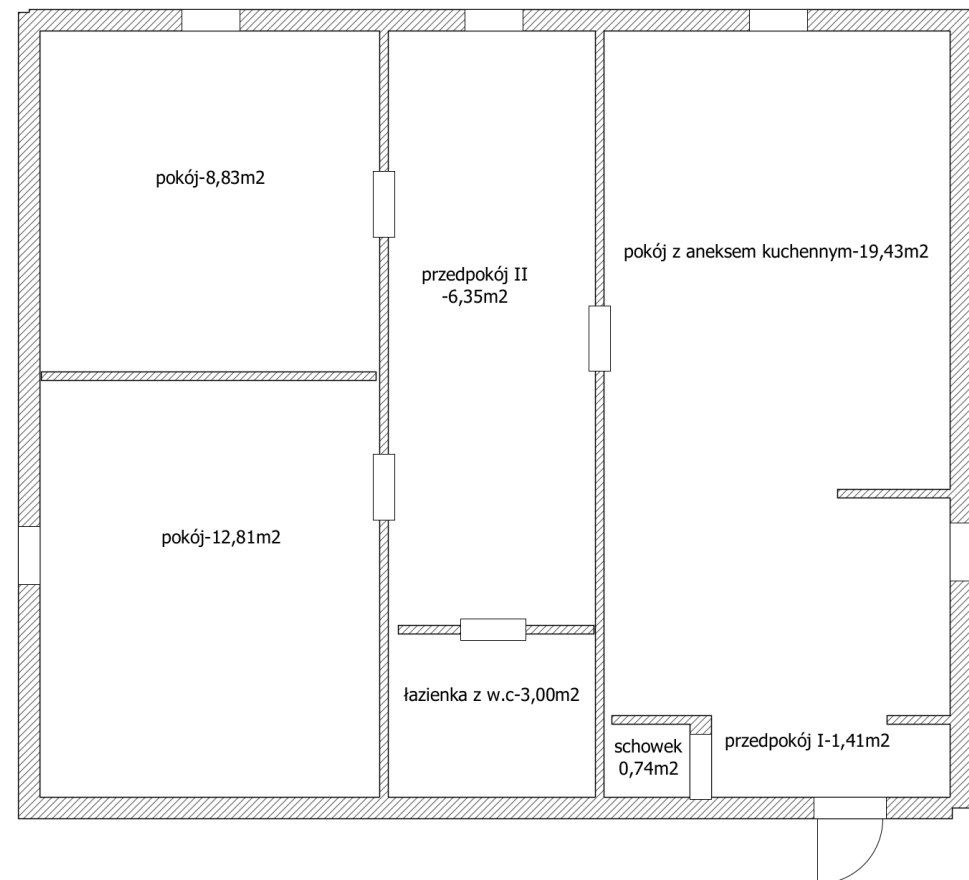 pokój-8,83m2
pokój z aneksem kuchennym-19,43m2
przedpokój II
-6,35m2
pokój-12,81m2
łazienka z w.c-3,00m2
schowek
0,74m2
przedpokój I-1,41m2